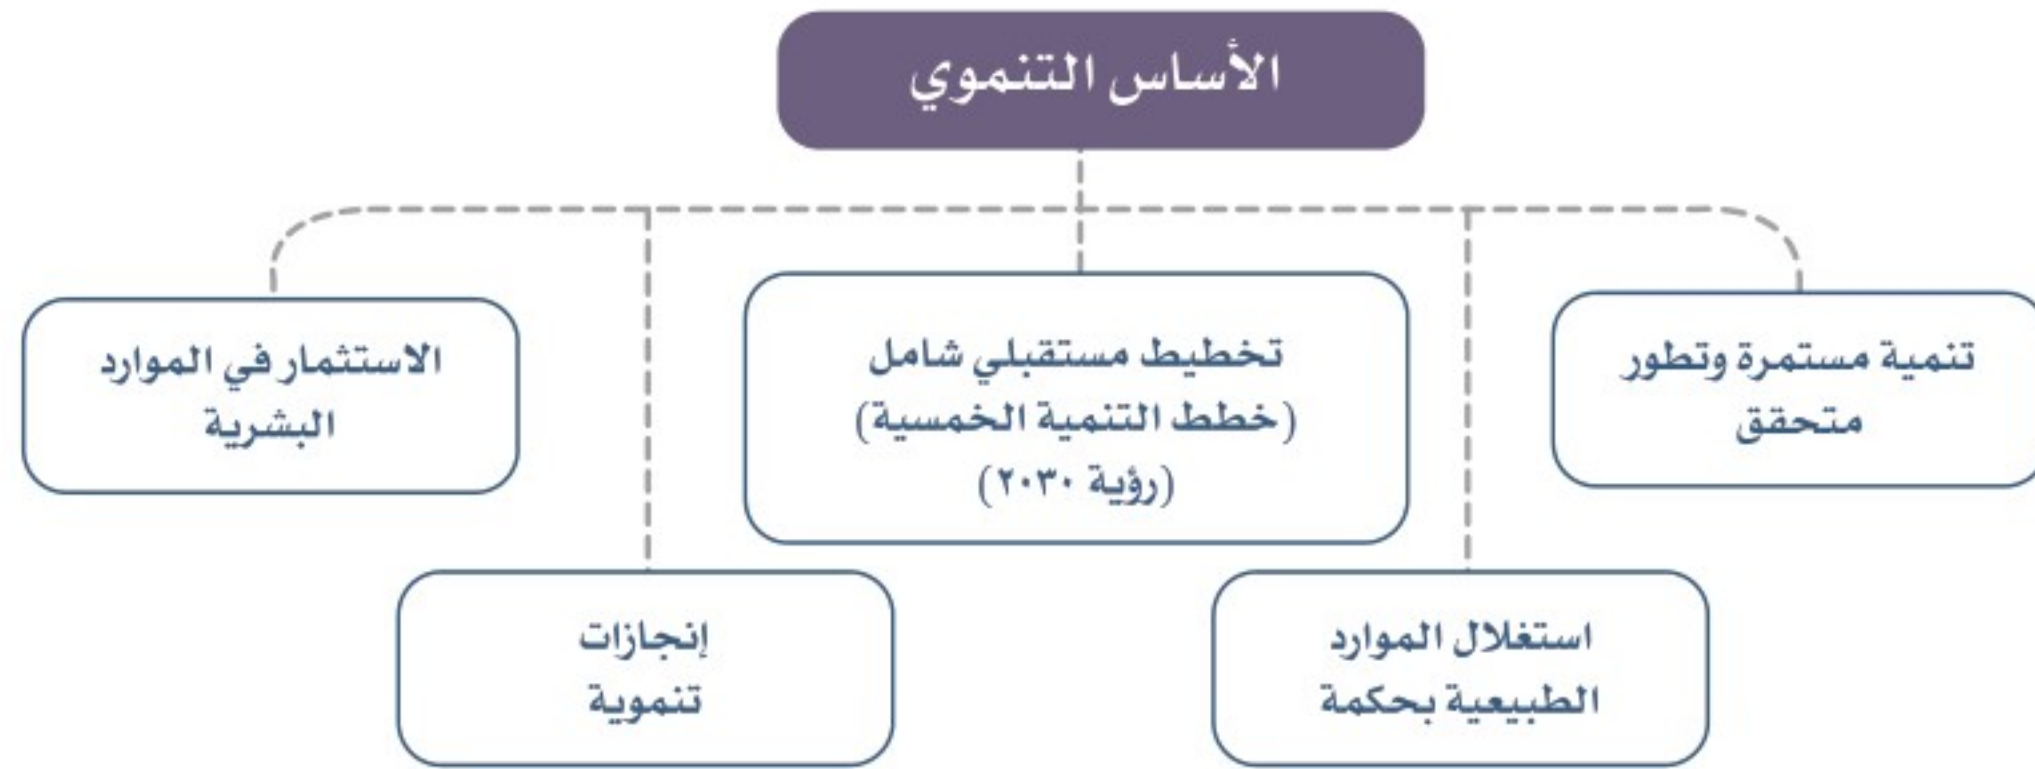 الأساس التنموي
تنمية مستمرة وتطور
متحقق
استغلال الموارد
الطبيعية بحكمة
تخطيط مستقبلي شامل
(خطط التنمية الخمسية)
(رؤية ٢٠٣٠)
إنجازات
تنموية
الاستثمار في الموارد
البشرية